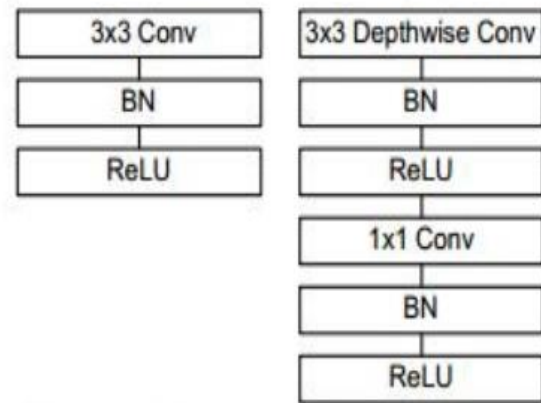 3x3 Conv
BN
ReLU
3x3 Depthwise Conv
BN
ReLU
1x1 Conv
BN
ReLU